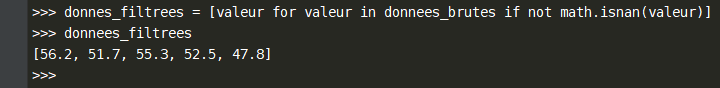 >>> donnes_filtrees = [valeur for valeur in donnees_brutes if not math.isnan(valeur)]
>>> donnees_filtrees
[56.2, 51.7, 55.3, 52.5, 47.8]
>>>